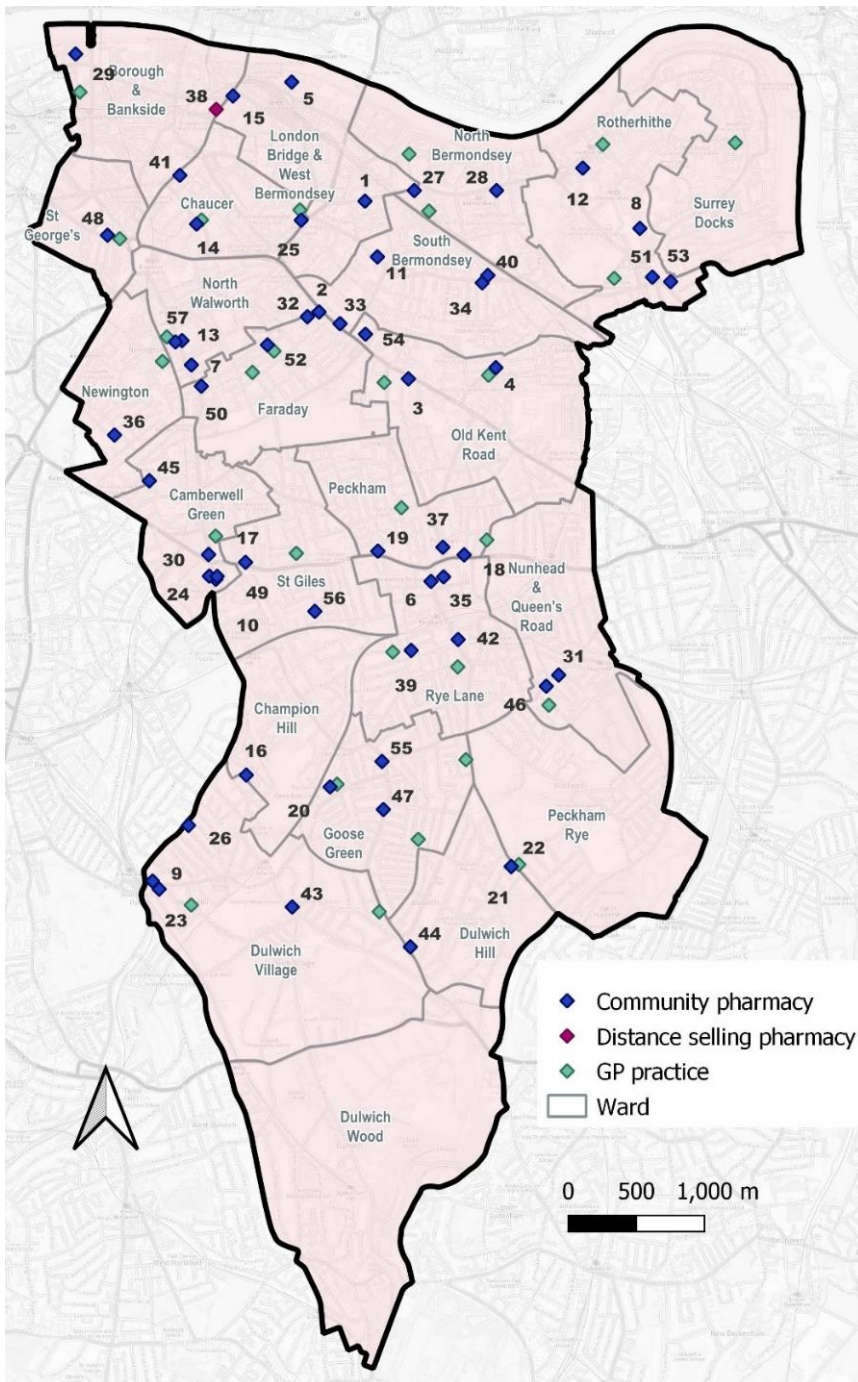 29
Borough
&
Bankside
38
15
5
London
Bridge &
West
Bermondsey
North
Bermondsey
Rotherhithe
41
Chaucer
1
27
28
12
8
Surrey
Docks
St
George's
48
14
25
South
Bermondsey
11
40
51
53
North
Walworth
2
32
33
34
57
13
54
52
7
Newington
4
50
Faraday
3
36
Old Kent
Road
45
Peckham
Camberwell
Green
17
19
37
30
18
Nunhead
&
Queen's
Road
24
49
St Giles
56
6
35
10
42
31
39
Rye Lane
46
Champion
Hill
16
55
47
20
Goose
Green
Peckham
Rye
26
22
9
43
21
23
44
Dulwich
Hill
Dulwich
Village
Community pharmacy
Distance selling pharmacy
GP practice
Ward
Dulwich
Wood
0 500 1,000 m